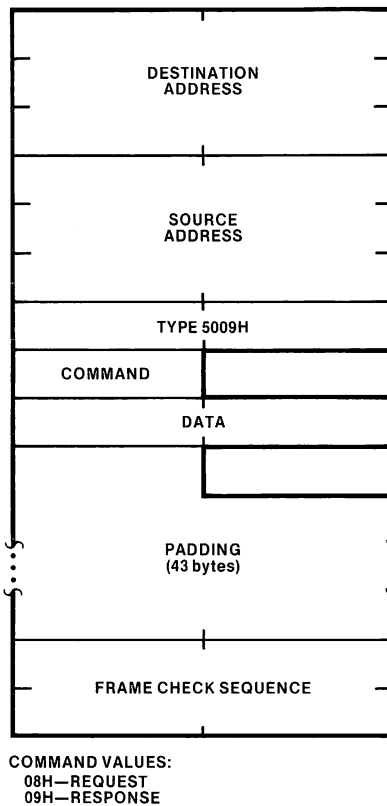 DESTINATION
ADDRESS
SOURCE
ADDRESS
TYPE 5009H
COMMAND
DATA
PADDING
(43 bytes)
FRAME CHECK SEQUENCE
COMMAND VALUES:
08H—REQUEST
09H—RESPONSE